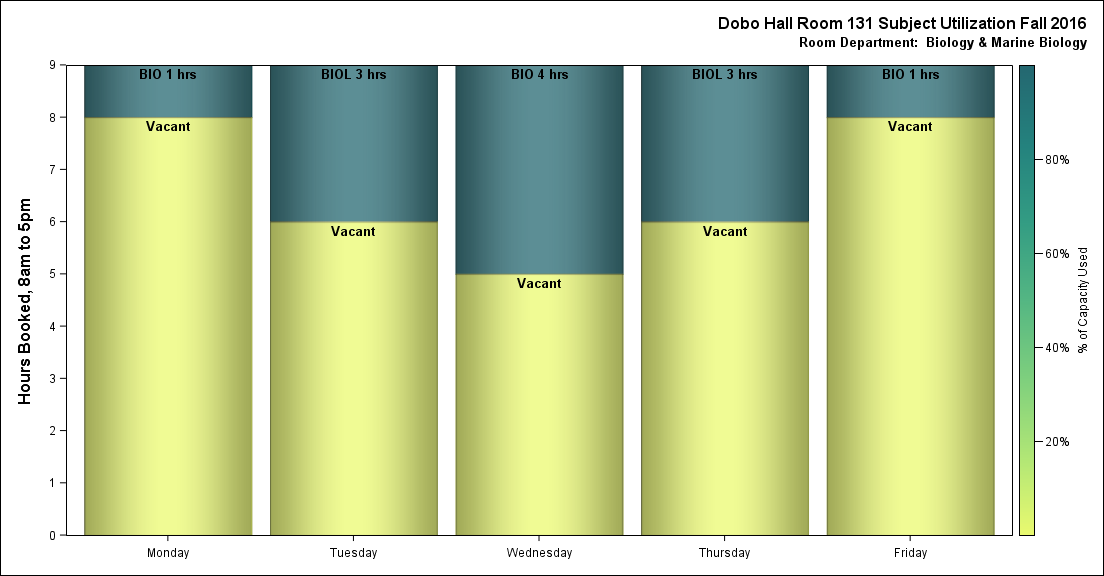 Dobo Hall Room 131 Subject Utilization Fall 2016
Room Department: Biology & Marine Biology
Hours Booked, 8am to 5pm
9
8
7
6
5
4
3
2
1
0
BIO 1 hrs
Vacant
BIOL 3 hrs
Vacant
BIO 4 hrs
Vacant
BIOL 3 hrs
Vacant
BIO 1 hrs
Vacant
Monday
Tuesday
Wednesday
Thursday
Friday
80%
60%
40%
20%
% of Capacity Used